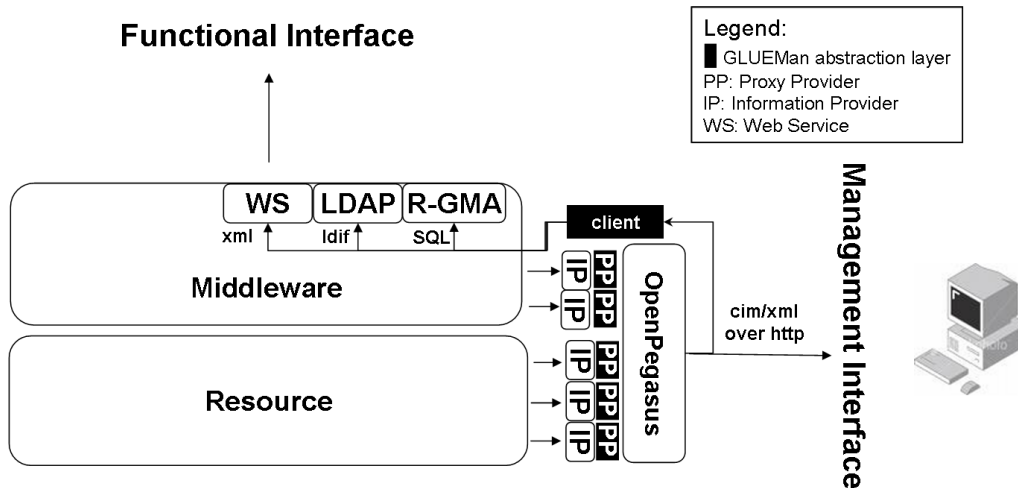 Functional Interface
Legend:
GLUEMan abstraction layer
PP: Proxy Provider
IP: Information Provider
WS: Web Service
WS
LDAP
R-GMA
xml
ldif
SQL
client
Middleware
IP
PP
IP
PP
Resource
IP
PP
IP
PP
IP
PP
OpenPegasus
cim/xml
over http
Management Interface